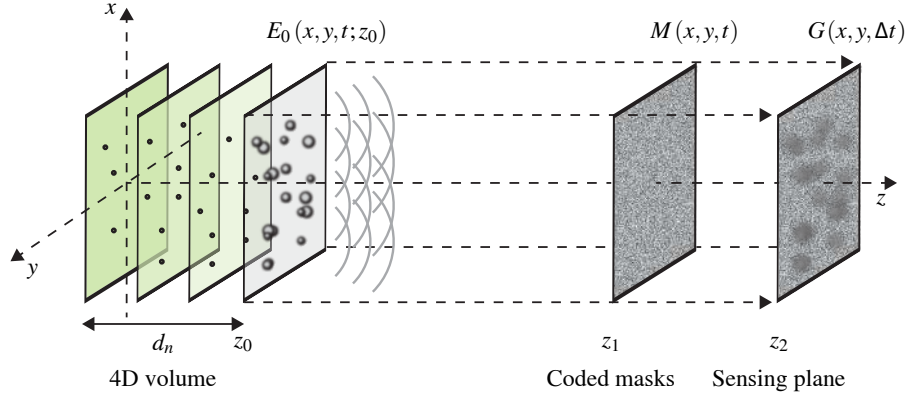 x
E₀(x,y,t;z₀)
M(x,y,t)
G(x,y,Δt)
z
y
dₙ
z₀
z₁
z₂
4D volume
Coded masks
Sensing plane